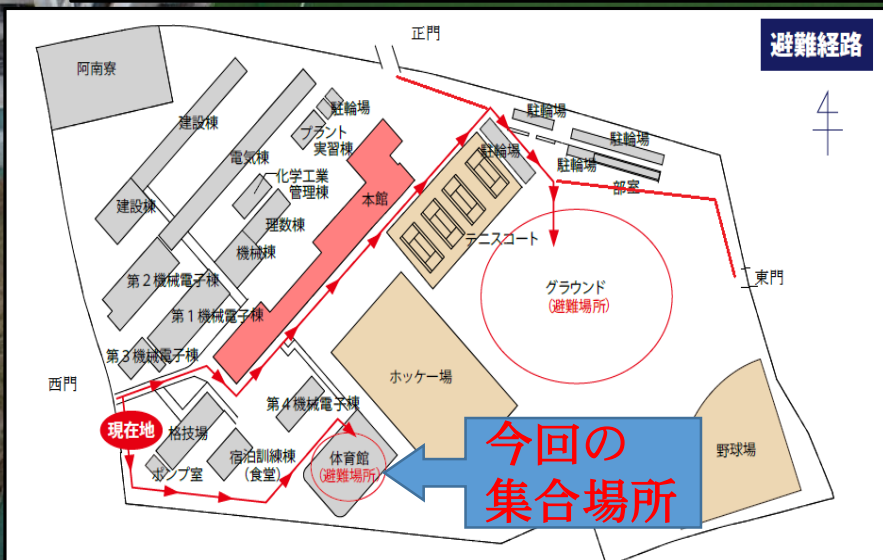 避難経路
正門
阿南寮
建設棟
駐輪場
プラント
実習棟
電気棟
化学工業
管理棟
本館
駐輪場
駐輪場
駐輪場
駐輪場
部室
建設棟
理数棟
機械棟
テニスコート
第2機械電子棟
グラウンド
(避難場所)
東門
第1機械電子棟
第3機械電子棟
西門
ホッケー場
現在地
格技場
第4機械電子棟
ポンプ室
宿泊訓練棟
(食堂)
体育館
(避難場所)
今回の
集合場所
野球場